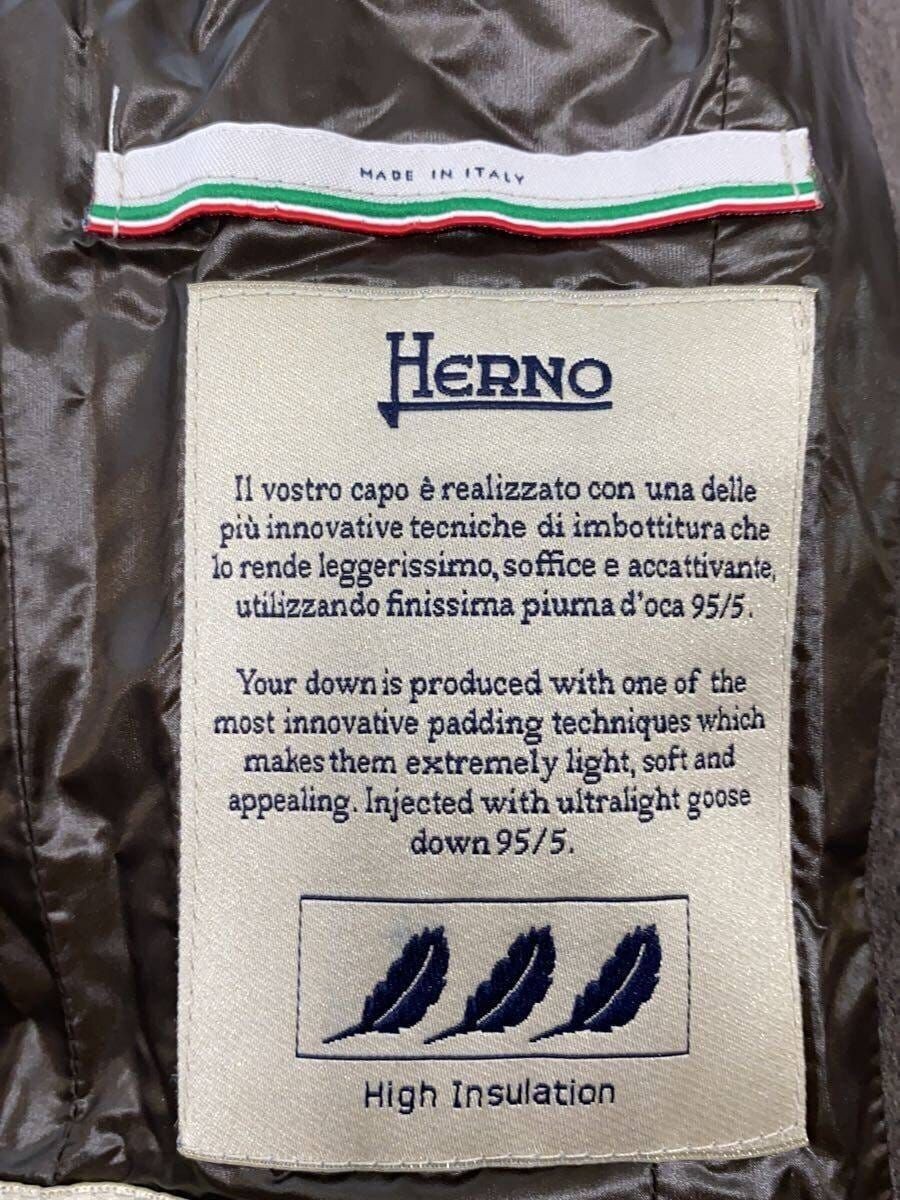 MADE IN ITALY
HERNO
Il vostro capo è realizzato con una delle
più innovative tecniche di imbottitura che
lo rende leggerissimo, soffice e accattivante,
utilizzando finissima piuma d'oca 95/5.
Your down is produced with one of the
most innovative padding techniques which
makes them extremely light, soft and
appealing. Injected with ultralight goose
down 95/5.
High Insulation